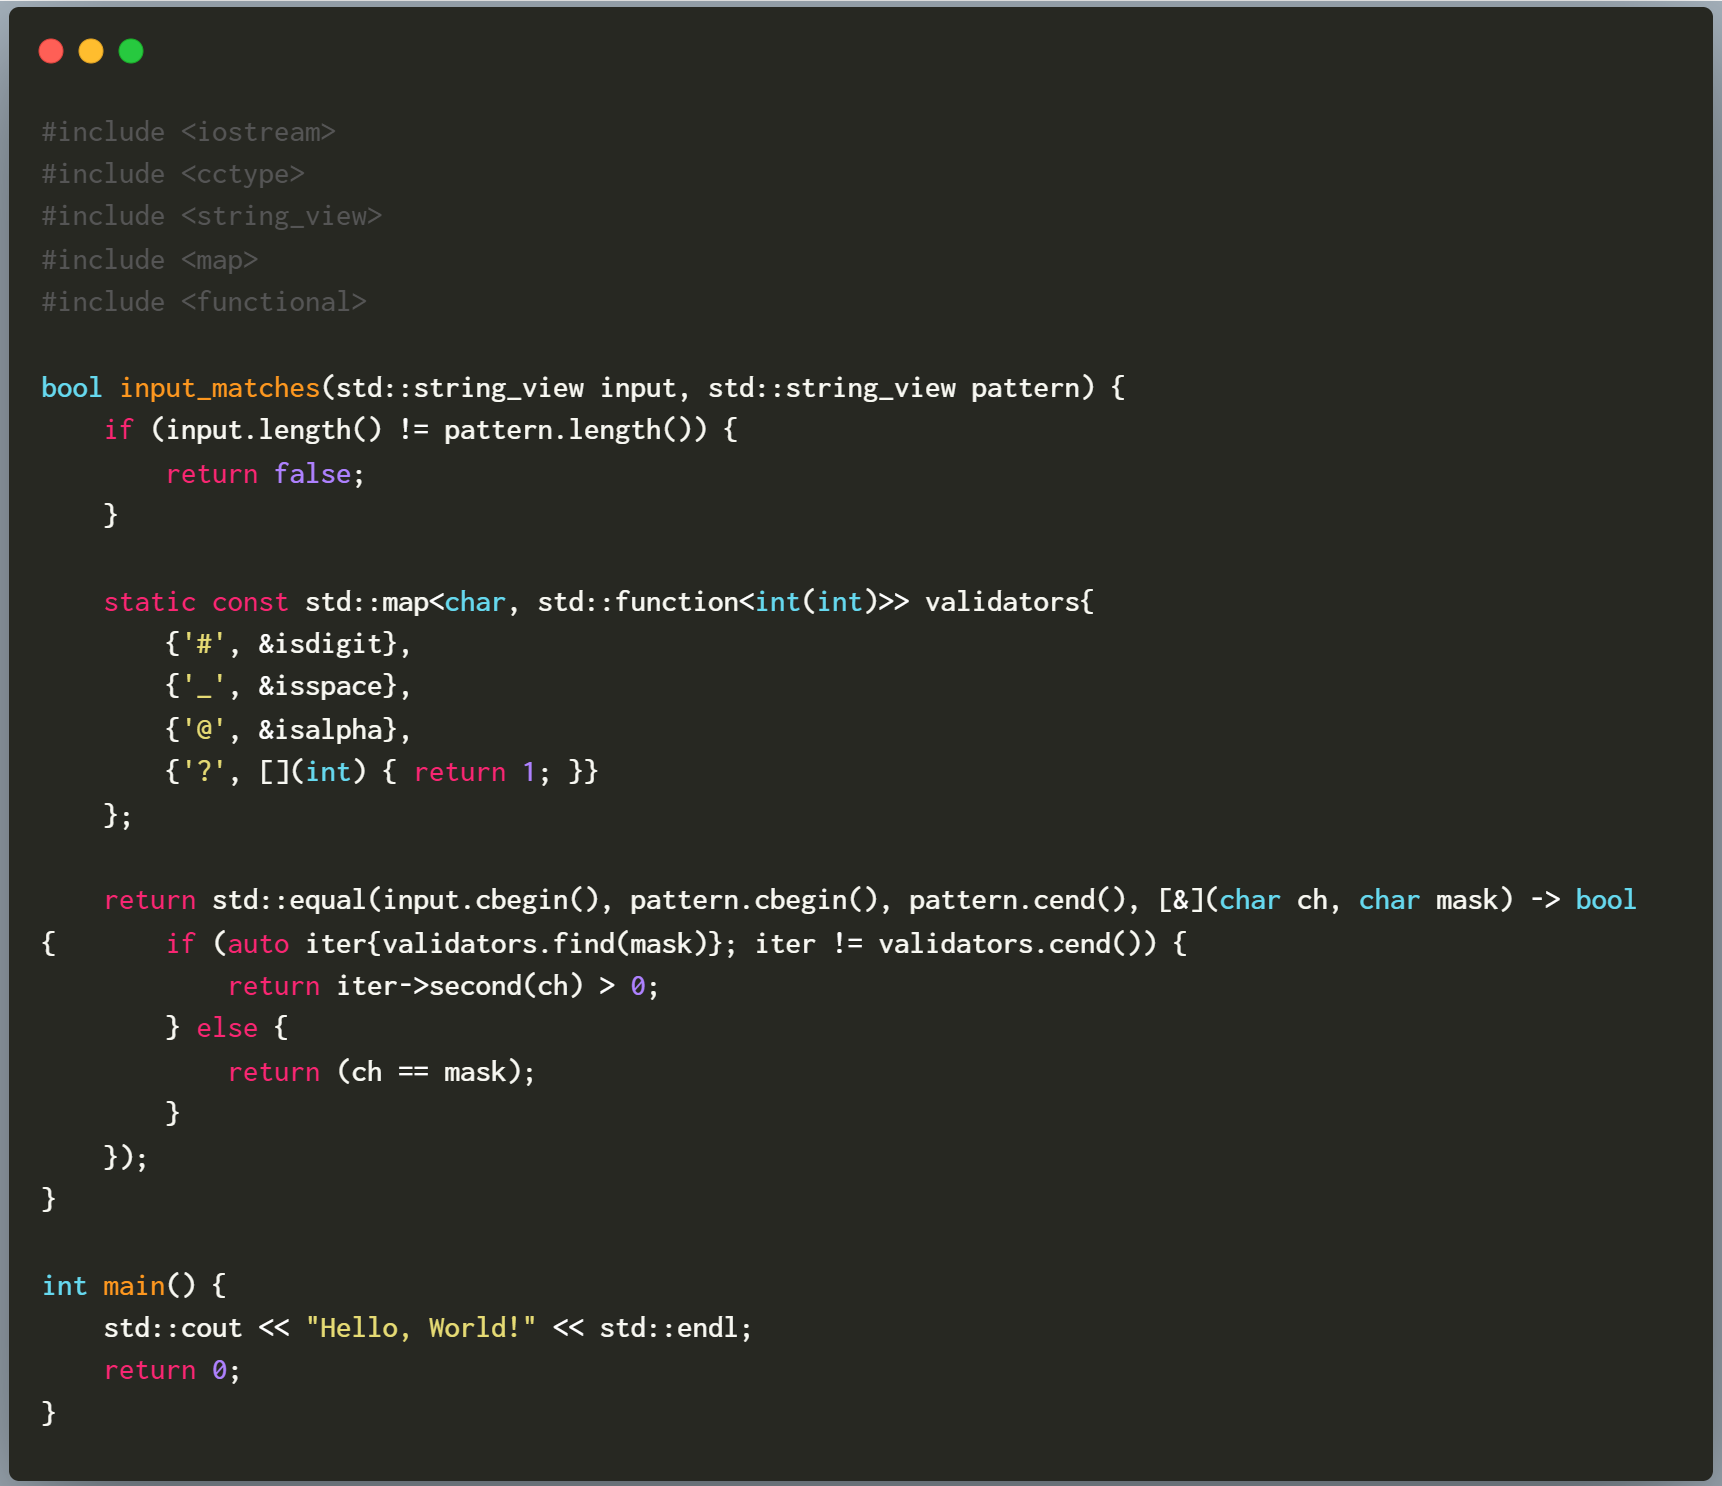 #include <iostream>
#include <cctype>
#include <string_view>
#include <map>
#include <functional>

bool input_matches(std::string_view input, std::string_view pattern) {
    if (input.length() != pattern.length()) {
        return false;
    }

    static const std::map<char, std::function<int(int)>> validators{
        {'#', &isdigit},
        {'_', &isspace},
        {'@', &isalpha},
        {'?', [](int) { return 1; }}
    };

    return std::equal(input.cbegin(), pattern.cbegin(), pattern.cend(), [&](char ch, char mask) -> bool
{       if (auto iter{validators.find(mask)}; iter != validators.cend()) {
            return iter->second(ch) > 0;
        } else {
            return (ch == mask);
        }
    });
}

int main() {
    std::cout << "Hello, World!" << std::endl;
    return 0;
}